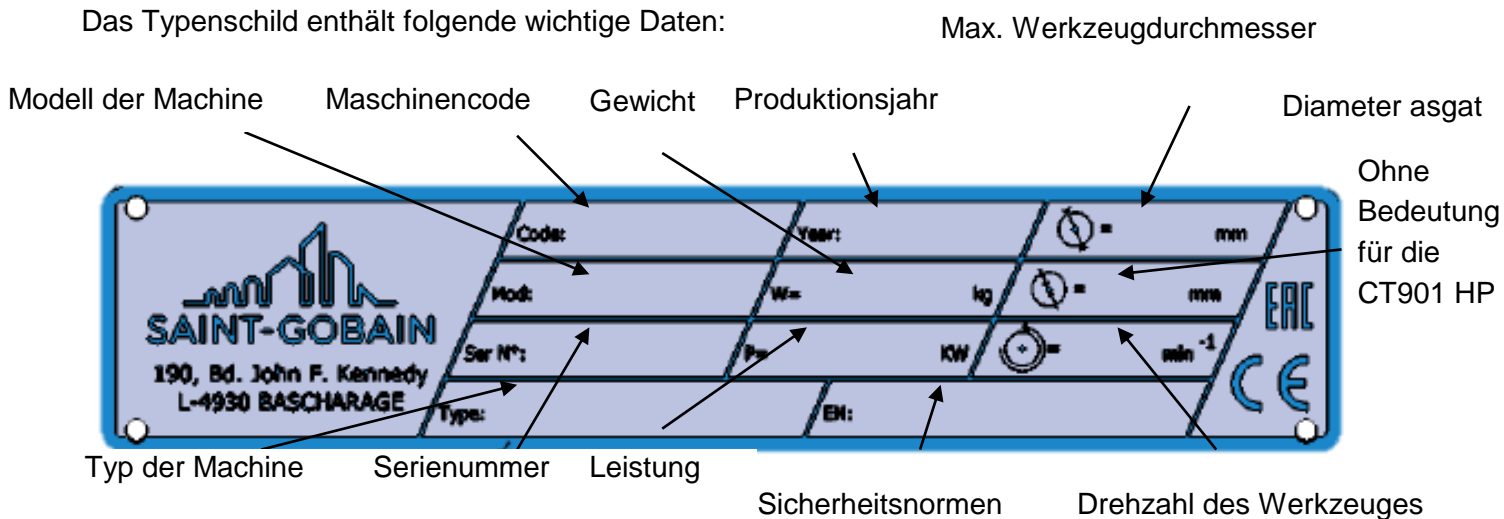 Das Typenschild enthält folgende wichtige Daten:
Max. Werkzeugdurchmesser
Modell der Machine
Maschinencode
Gewicht
Produktionsjahr
Diameter asgat
Ohne
Bedeutung
für die
CT901 HP
Code:
Year:
=
mm
Mod:
W=
kg
=
mm
SAINT-GOBAIN
Ser N°:
P=
KW
=
min -1
EAC
190, Bd. John F. Kennedy
L-4930 BASCHARAGE
Type:
EN:
CE
Typ der Machine
Serienummer
Leistung
Sicherheitsnormen
Drehzahl des Werkzeuges